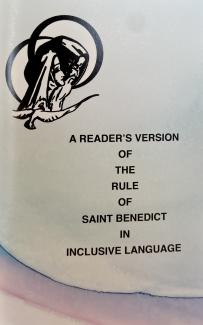 A READER'S VERSION
OF
THE
RULE
OF
SAINT BENEDICT
IN
INCLUSIVE LANGUAGE